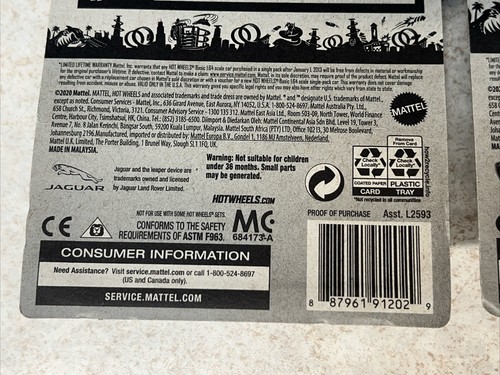 *LIMITED LIFETIME WARRANTY Mattel, Inc. warrants that any HOT WHEELS® Basic 1:64 scale car purchased in a single pack after January 1, 2013 will be free from defects in material or workmanship
for the original purchaser's lifetime. If defective, contact Mattel to make a claim: www.service.mattel.com. Mattel, in its sole discretion, may require proof of the product defect. Mattel will replace
any defective car with a replacement car chosen in Mattel's sole discretion or with a voucher for a new HOT WHEELS® Basic 1:64 scale single pack car. This warranty does not cover damage
resulting from accident, misuse or abuse. VALID ONLY IN THE U.S.A. This warranty gives you specific legal rights and you may also have other rights which vary from state to state.
©2020 Mattel. MATTEL, HOT WHEELS and associated trademarks and trade dress are owned by Mattel. ® and ™ designate U.S. trademarks of Mattel,
except as noted. Consumer Services - Mattel, Inc., 636 Girard Avenue, East Aurora, NY 14052, U.S.A. 1-800-524-8697. Mattel Australia Pty. Ltd.,
658 Church St., Richmond, Victoria, 3121. Consumer Advisory Service - 1300 135 312. Mattel East Asia Ltd., Room 503-09, North Tower, World Finance
Centre, Harbour City, Tsimshatsui, HK, China. Tel.: (852) 3185-6500. Diimport & Diedarkan Oleh: Mattel Continental Asia Sdn Bhd., Level 19, Tower 3,
Avenue 7, No. 8 Jalan Kerinchi, Bangsar South, 59200 Kuala Lumpur, Malaysia. Mattel South Africa (PTY) LTD, Office 102 I3, 30 Melrose Boulevard,
Johannesburg 2196. Manufactured, imported or distributed by: Mattel Europa B.V., Gondel 1, 1186 MJ Amstelveen, Nederland.
Mattel U.K. Limited, The Porter Building, 1 Brunel Way, Slough SL1 1FQ, UK.
MADE IN MALAYSIA.
MATTEL
JAGUAR
Jaguar and the leaper device are
trademarks owned and licensed
by Jaguar Land Rover Limited.
Warning: Not suitable for children
under 36 months. Small parts
may be generated.
HOTWHEELS.COM
Remove
From Card
Check
Locally*
Check
Locally*
COATED PAPER
CARD
PLASTIC
TRAY
*Not recycled in all communities
how2recycle.info
NOT FOR USE WITH SOME HOT WHEELS® SETS.
CE
CONFORMS TO THE SAFETY
REQUIREMENTS OF ASTM F963.
MC
684173-A
PROOF OF PURCHASE
Asst. L2593
CONSUMER INFORMATION
Need Assistance? Visit service.mattel.com or call 1-800-524-8697
(US and Canada only).
SERVICE.MATTEL.COM
8 87961 91202 9